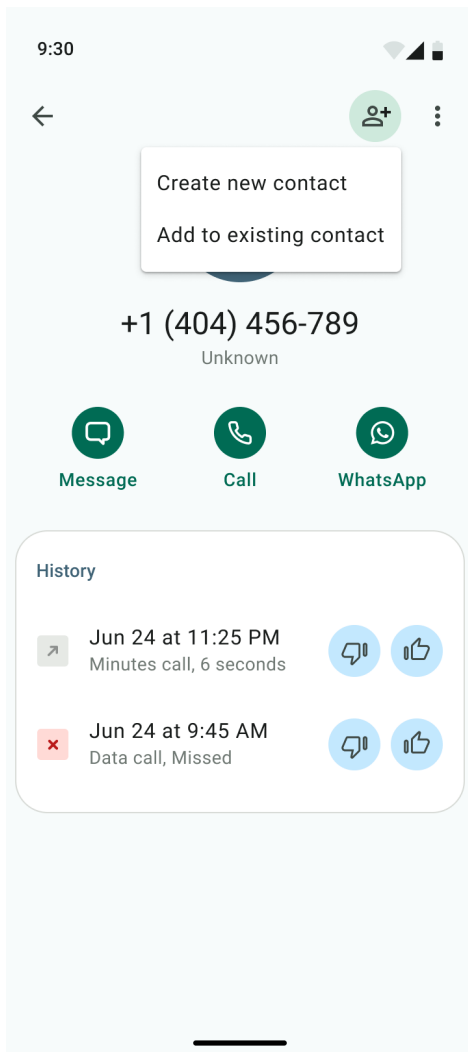 9:30
Create new contact
Add to existing contact
+1 (404) 456-789
Unknown
Message Call WhatsApp
History
Jun 24 at 11:25 PM
Minutes call, 6 seconds
Jun 24 at 9:45 AM
Data call, Missed